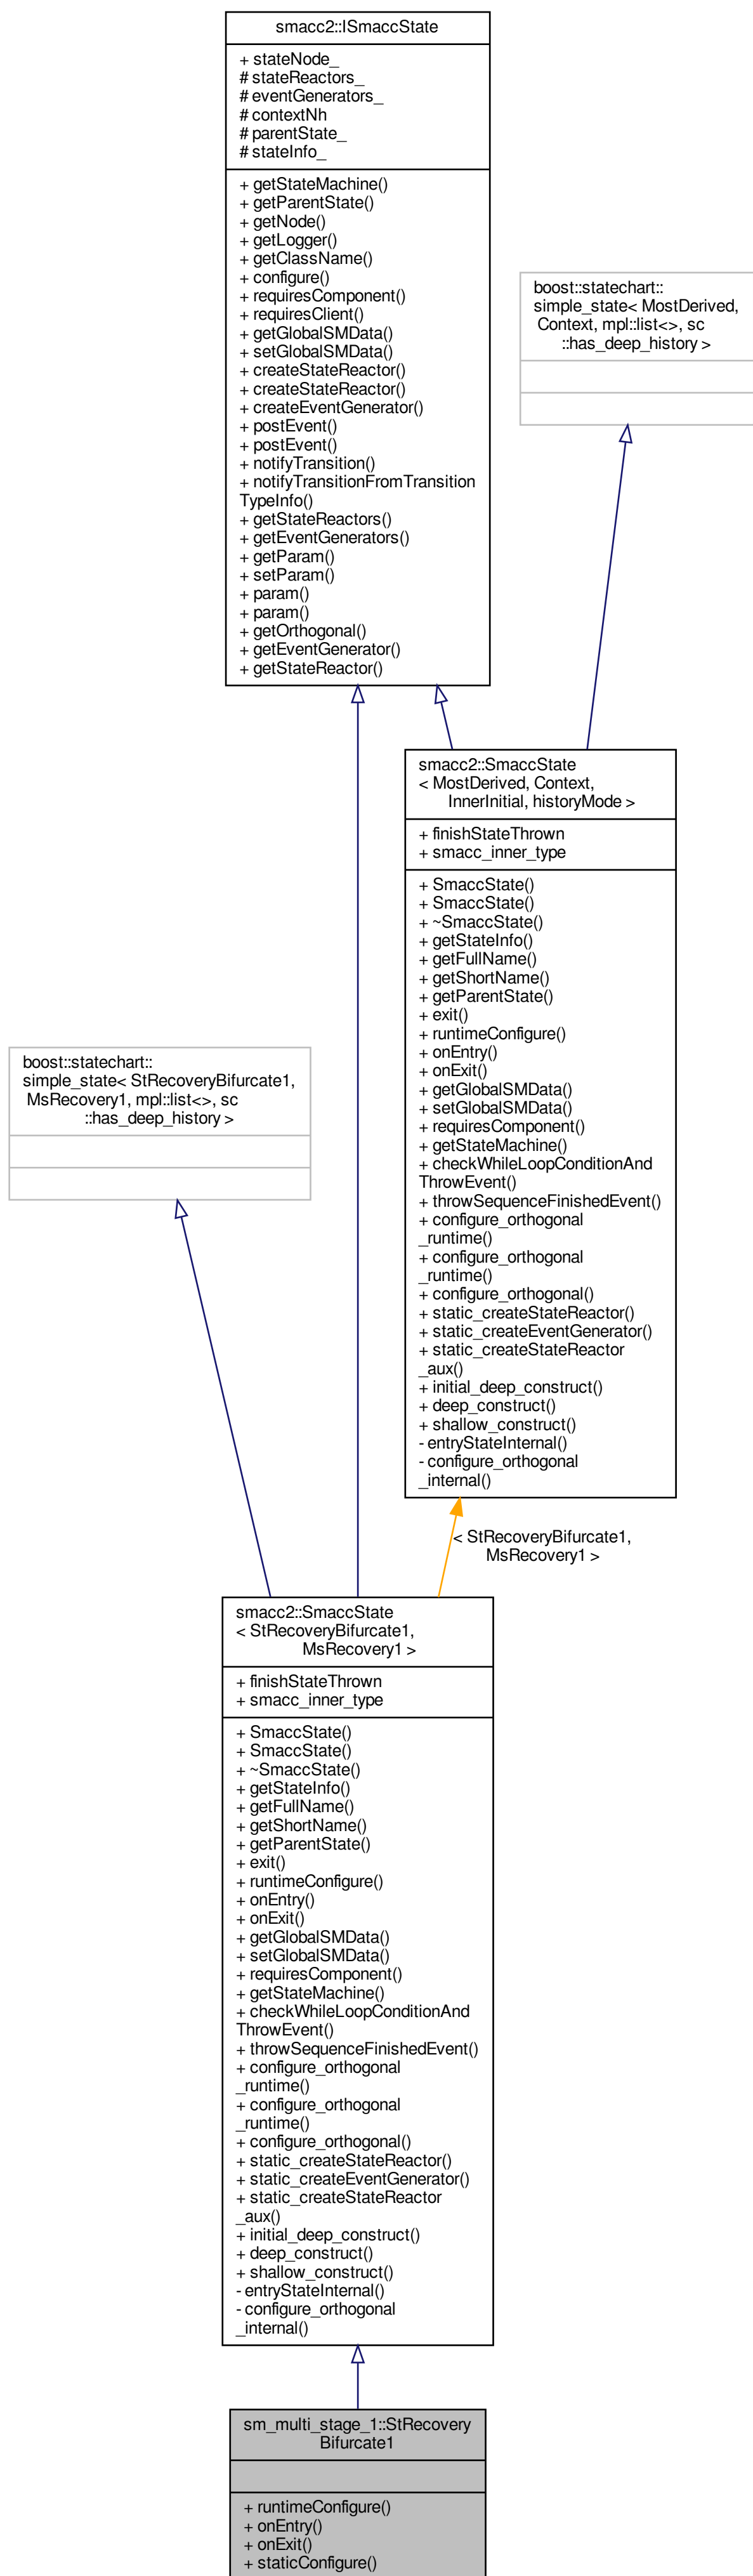 smacc2::ISmaccState
+ stateNode_
# stateReactors_
# eventGenerators_
# contextNh
# parentState_
# stateInfo_
+ getStateMachine()
+ getParentState()
+ getNode()
+ getLogger()
+ getClassName()
+ configure()
+ requiresComponent()
+ requiresClient()
+ getGlobalSMData()
+ setGlobalSMData()
+ createStateReactor()
+ createStateReactor()
+ createEventGenerator()
+ postEvent()
+ postEvent()
+ notifyTransition()
+ notifyTransitionFromTransition
TypeInfo()
+ getStateReactors()
+ getEventGenerators()
+ getParam()
+ setParam()
+ param()
+ param()
+ getOrthogonal()
+ getEventGenerator()
+ getStateReactor()
boost::statechart::
simple_state< MostDerived,
Context, mpl::list<>, sc
::has_deep_history >
smacc2::SmaccState
< MostDerived, Context,
InnerInitial, historyMode >
+ finishStateThrown
+ smacc_inner_type
+ SmaccState()
+ SmaccState()
+ ~SmaccState()
+ getStateInfo()
+ getFullName()
+ getShortName()
+ getParentState()
+ exit()
+ runtimeConfigure()
+ onEntry()
+ onExit()
+ getGlobalSMData()
+ setGlobalSMData()
+ requiresComponent()
+ getStateMachine()
+ checkWhileLoopConditionAnd
ThrowEvent()
+ throwSequenceFinishedEvent()
+ configure_orthogonal
_runtime()
+ configure_orthogonal
_runtime()
+ configure_orthogonal()
+ static_createStateReactor()
+ static_createEventGenerator()
+ static_createStateReactor
_aux()
+ initial_deep_construct()
+ deep_construct()
+ shallow_construct()
- entryStateInternal()
- configure_orthogonal
_internal()
boost::statechart::
simple_state< StRecoveryBifurcate1,
MsRecovery1, mpl::list<>, sc
::has_deep_history >
< StRecoveryBifurcate1,
MsRecovery1 >
smacc2::SmaccState
< StRecoveryBifurcate1,
MsRecovery1 >
+ finishStateThrown
+ smacc_inner_type
+ SmaccState()
+ SmaccState()
+ ~SmaccState()
+ getStateInfo()
+ getFullName()
+ getShortName()
+ getParentState()
+ exit()
+ runtimeConfigure()
+ onEntry()
+ onExit()
+ getGlobalSMData()
+ setGlobalSMData()
+ requiresComponent()
+ getStateMachine()
+ checkWhileLoopConditionAnd
ThrowEvent()
+ throwSequenceFinishedEvent()
+ configure_orthogonal
_runtime()
+ configure_orthogonal
_runtime()
+ configure_orthogonal()
+ static_createStateReactor()
+ static_createEventGenerator()
+ static_createStateReactor
_aux()
+ initial_deep_construct()
+ deep_construct()
+ shallow_construct()
- entryStateInternal()
- configure_orthogonal
_internal()
sm_multi_stage_1::StRecovery
Bifurcate1
+ runtimeConfigure()
+ onEntry()
+ onExit()
+ staticConfigure()